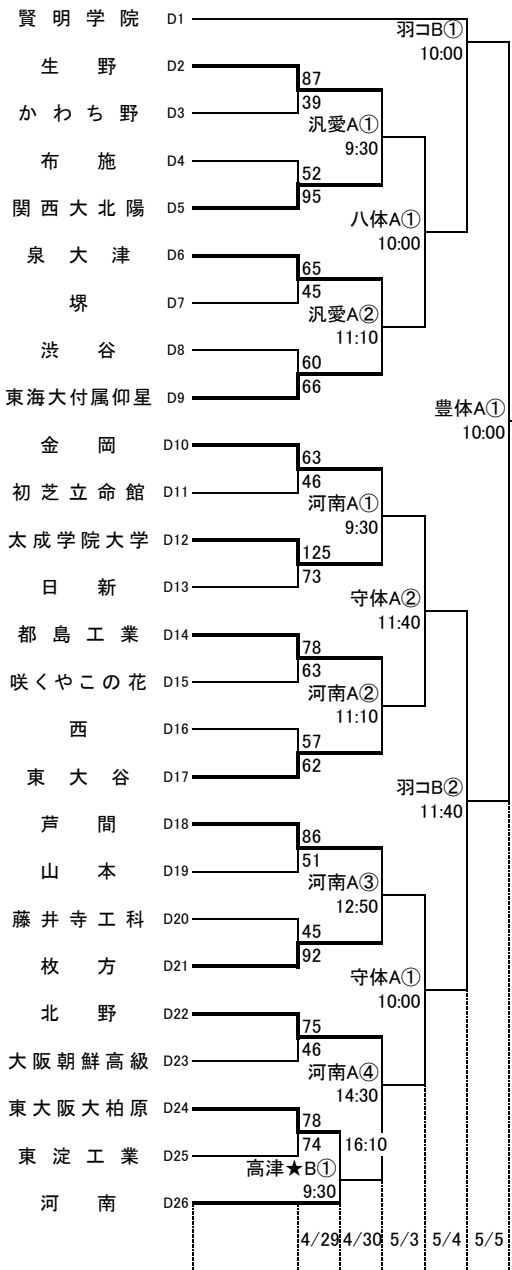 賢明学院 D1
羽コB①
10:00
生野 D2
87
39
かわち野 D3
汎愛A①
9:30
布施 D4
52
95
関西大北陽 D5
八体A①
10:00
泉大津 D6
65
45
堺 D7
汎愛A②
11:10
渋谷 D8
60
66
東海大付属仰星 D9
豊体A①
10:00
金岡 D10
63
46
初芝立命館 D11
河南A①
9:30
太成学院大学 D12
125
73
日新 D13
守体A②
11:40
都島工業 D14
78
63
咲くやこの花 D15
河南A②
11:10
西 D16
57
62
東大谷 D17
羽コB②
11:40
芦間 D18
86
51
山本 D19
河南A③
12:50
藤井寺工科 D20
45
92
枚方 D21
守体A①
10:00
北野 D22
75
46
大阪朝鮮高級 D23
河南A④
14:30
東大阪大柏原 D24
78
74
16:10
東淀工業 D25
高津★B①
9:30
河南 D26
4/29 4/30 5/3 5/4 5/5